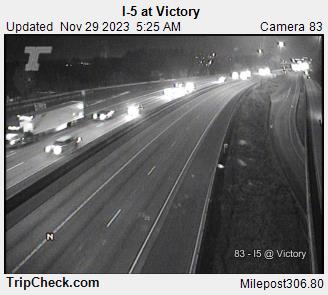 I-5 at Victory
Updated Nov 29 2023 5:25 AM Camera 83
T
N
83 - I5 @ Victory
TripCheck.com Milepost306.80